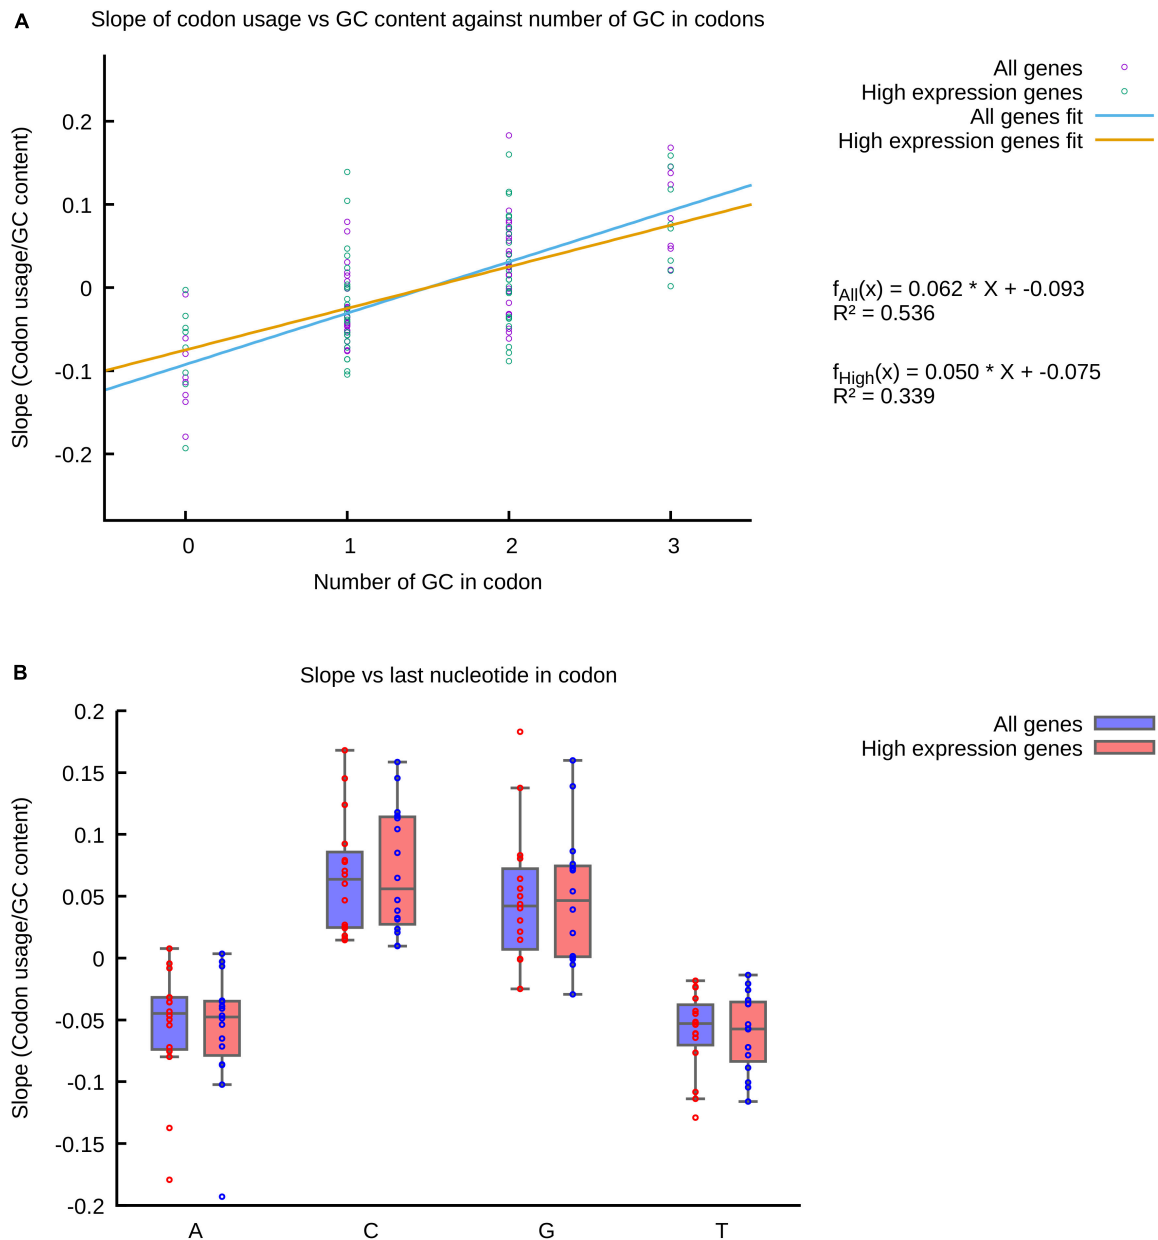 A
Slope of codon usage vs GC content against number of GC in codons
All genes
High expression genes
All genes fit
High expression genes fit
Slope (Codon usage/GC content)
0.2
0.1
0
-0.1
-0.2
0 1 2 3
Number of GC in codon
fAll(x) = 0.062 * X + -0.093
R² = 0.536
fHigh(x) = 0.050 * X + -0.075
R² = 0.339
B
Slope vs last nucleotide in codon
All genes
High expression genes
Slope (Codon usage/GC content)
0.2
0.15
0.1
0.05
0
-0.05
-0.1
-0.15
-0.2
A C G T